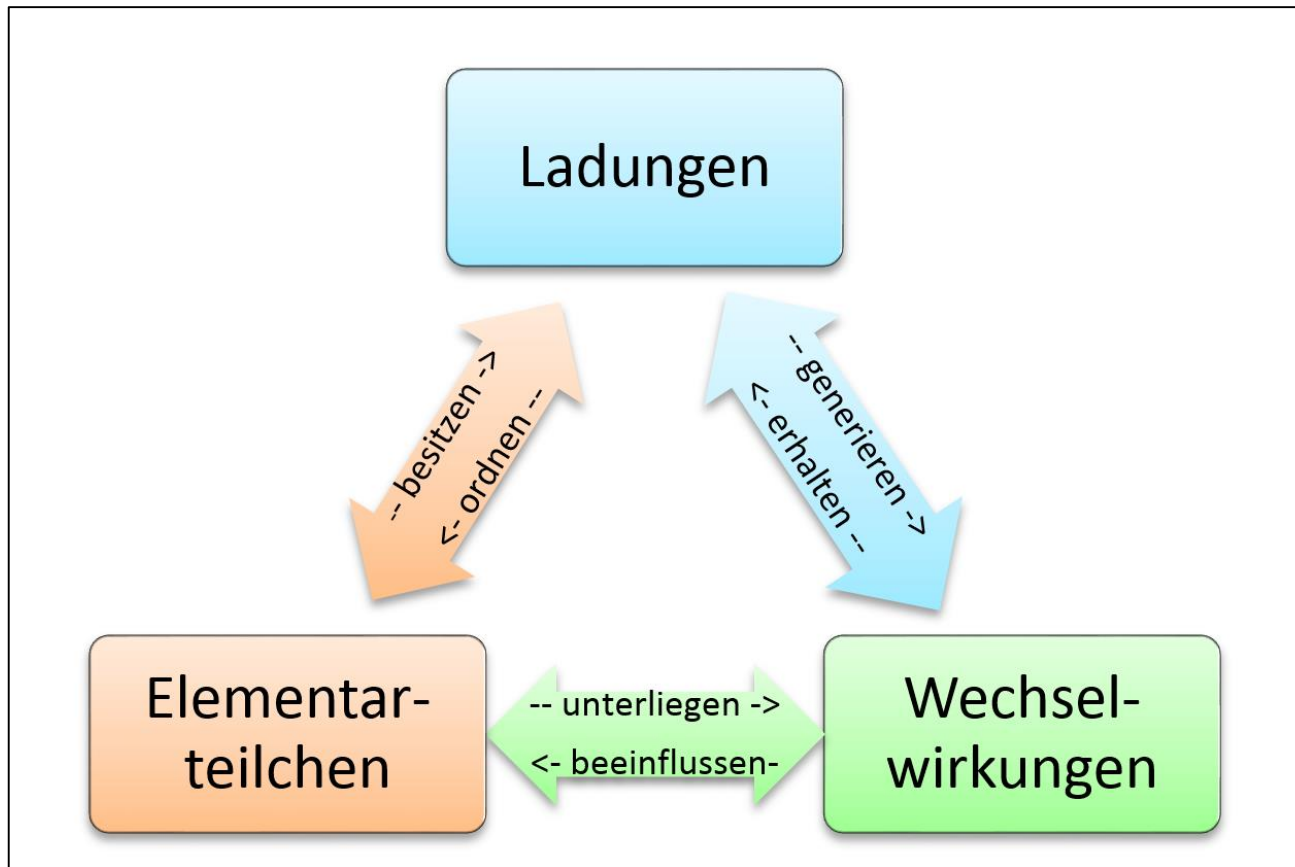 Ladungen
-- besitzen ->
<- ordnen --
-- generieren ->
<- erhalten --
Elementar-
teilchen
-- unterliegen ->
<- beeinflussen-
Wechsel-
wirkungen